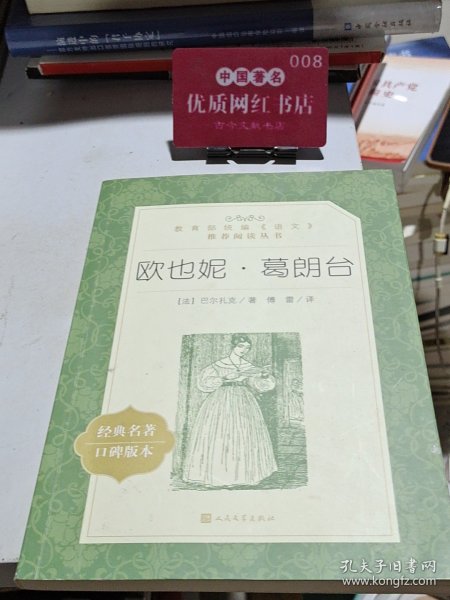 008
中国著名
优质网红书店
古今文献书店
教育部统编《语文》
推荐阅读丛书
欧也妮·葛朗台
[法]巴尔扎克/著 傅雷/译
经典名著
口碑版本
人民文学出版社
孔夫子旧书网
www.kongfz.com